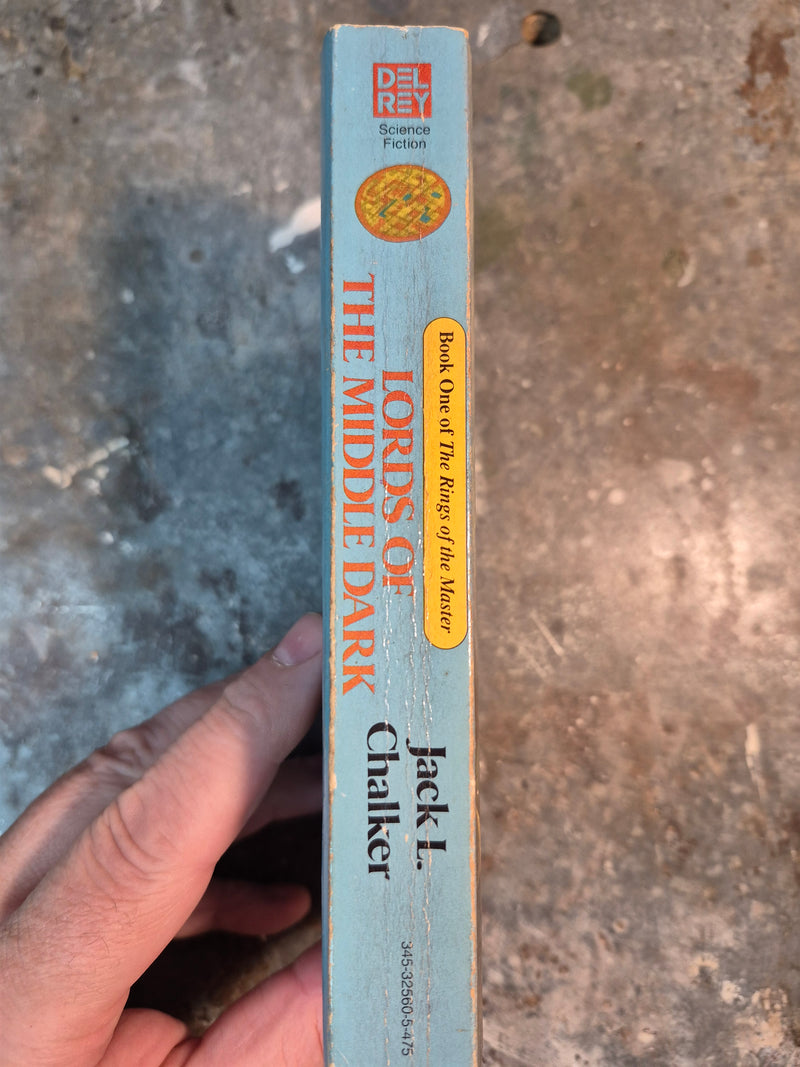 DEL
REY
Science
Fiction
Book One of The Rings of the Master
LORDS OF
THE MIDDLE DARK
Jack L.
Chalker
345-32560-5-475